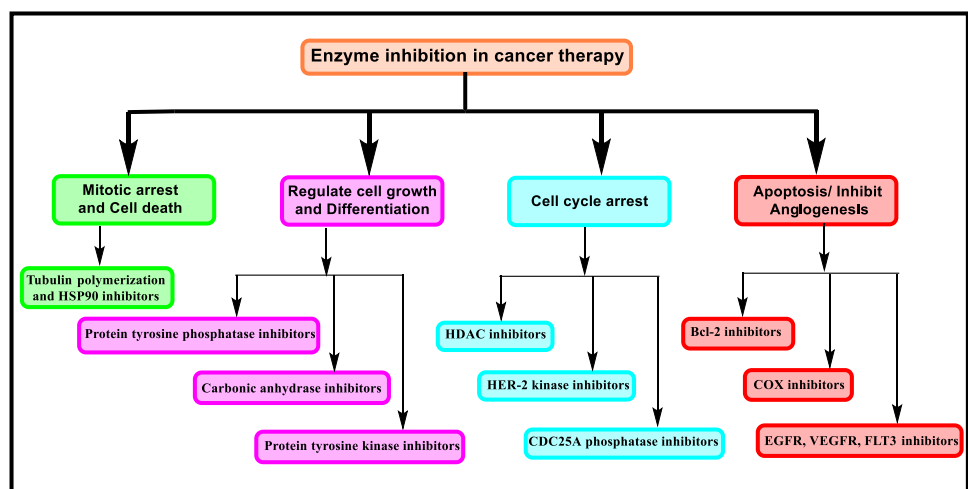 Enzyme inhibition in cancer therapy
Mitotic arrest
and Cell death
Regulate cell growth
and Differentiation
Cell cycle arrest
Apoptosis/ Inhibit
Angiogenesis
Tubulin polymerization
and HSP90 inhibitors
Protein tyrosine phosphatase inhibitors
Carbonic anhydrase inhibitors
Protein tyrosine kinase inhibitors
HDAC inhibitors
HER-2 kinase inhibitors
CDC25A phosphatase inhibitors
Bcl-2 inhibitors
COX inhibitors
EGFR, VEGFR, FLT3 inhibitors